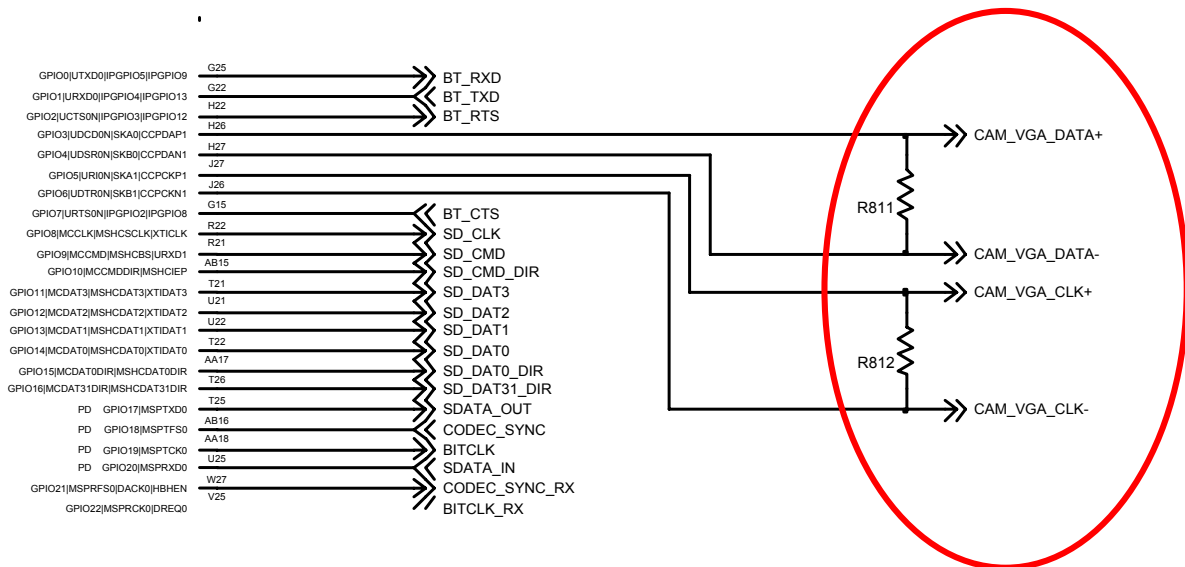 GPIO0|UTXD0|IPGPIO5|IPGPIO9 G25 BT_RXD
GPIO1|URXD0|IPGPIO4|IPGPIO13 G22 BT_TXD
GPIO2|UCTS0N|IPGPIO3|IPGPIO12 H22 BT_RTS
GPIO3|UDCD0N|SKA0|CCPDAP1 H26 CAM_VGA_DATA+
GPIO4|UDSR0N|SKB0|CCPDAN1 H27
GPIO5|URI0N|SKA1|CCPCKP1 J27
GPIO6|UDTR0N|SKB1|CCPCKN1 J26
R811
GPIO7|URTS0N|IPGPIO2|IPGPIO8 G15 BT_CTS
GPIO8|MCCLK|MSHCSCLK|XTICLK R22 SD_CLK
GPIO9|MCCMD|MSHCBS|URXD1 R21 SD_CMD CAM_VGA_DATA-
GPIO10|MCCMDDIR|MSHCIEP AB15 SD_CMD_DIR
GPIO11|MCDAT3|MSHCDAT3|XTIDAT3 T21 SD_DAT3 CAM_VGA_CLK+
GPIO12|MCDAT2|MSHCDAT2|XTIDAT2 U21 SD_DAT2
GPIO13|MCDAT1|MSHCDAT1|XTIDAT1 U22 SD_DAT1
GPIO14|MCDAT0|MSHCDAT0|XTIDAT0 T22 SD_DAT0
R812
GPIO15|MCDAT0DIR|MSHCDAT0DIR AA17 SD_DAT0_DIR
GPIO16|MCDAT31DIR|MSHCDAT31DIR T26 SD_DAT31_DIR
PD GPIO17|MSPTXD0 T25 SDATA_OUT CAM_VGA_CLK-
PD GPIO18|MSPTFS0 AB16 CODEC_SYNC
PD GPIO19|MSPTCK0 AA18 BITCLK
PD GPIO20|MSPRXD0 U25 SDATA_IN
GPIO21|MSPRFS0|DACK0|HBHEN W27 CODEC_SYNC_RX
GPIO22|MSPRCK0|DREQ0 V25 BITCLK_RX